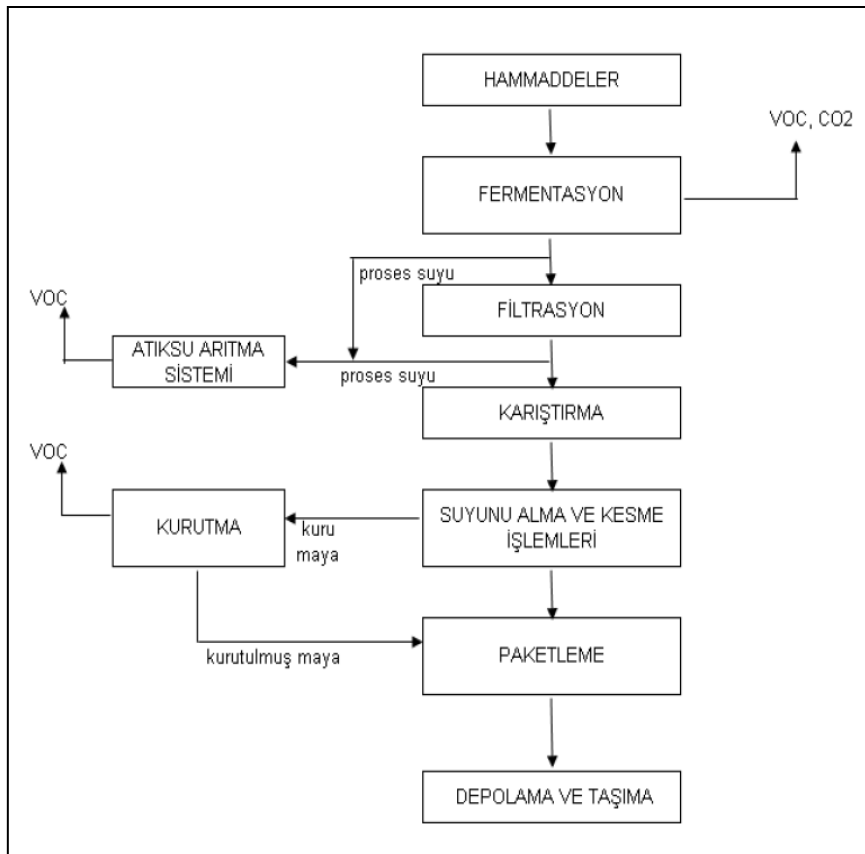 HAMMADDELER
VOC, CO2
FERMENTASYON
proses suyu
VOC
FİLTRASYON
ATIKSU ARITMA
SİSTEMİ
proses suyu
KARIŞTIRMA
VOC
KURUTMA
kuru
maya
SUYUNU ALMA VE KESME
İŞLEMLERİ
kurutulmuş maya
PAKETLEME
DEPOLAMA VE TAŞIMA